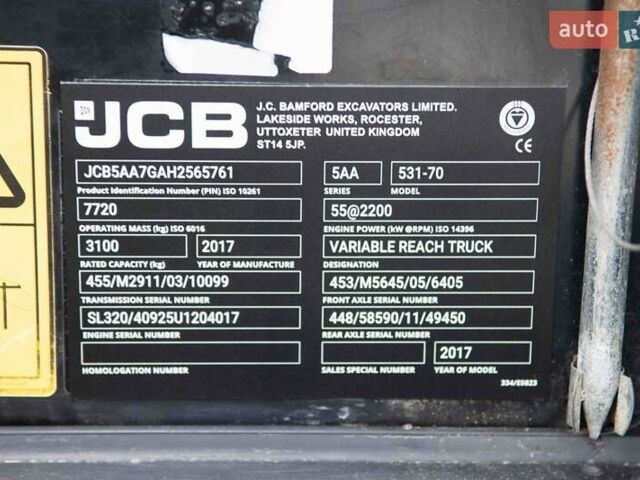 auto R
JCB
J.C. BAMFORD EXCAVATORS LIMITED.
LAKESIDE WORKS, ROCESTER,
UTTOXETER UNITED KINGDOM
ST14 5JP.
CE
JCB5AA7GAH2565761 5AA 531-70
Product Identification Number (PIN) ISO 10261 SERIES MODEL
7720 55@2200
OPERATING MASS (kg) ISO 6016 ENGINE POWER (kW @RPM) ISO 14396
3100 2017 VARIABLE REACH TRUCK
RATED CAPACITY (kg) YEAR OF MANUFACTURE DESIGNATION
455/M2911/03/10099 453/M5645/05/6405
TRANSMISSION SERIAL NUMBER FRONT AXLE SERIAL NUMBER
SL320/40925U1204017 448/58590/11/49450
ENGINE SERIAL NUMBER REAR AXLE SERIAL NUMBER
2017
HOMOLOGATION NUMBER SALES SPECIAL NUMBER YEAR OF MODEL
334/E5823